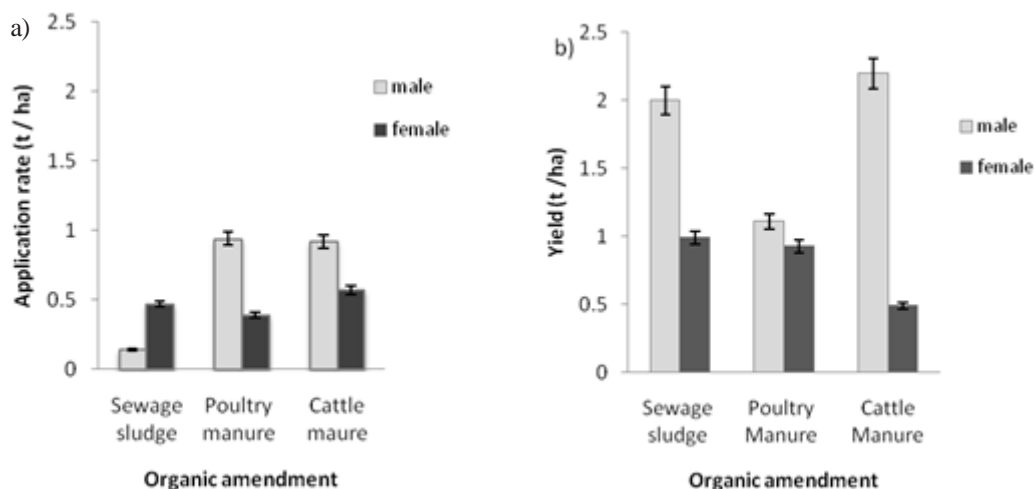 a)
2.5
2
1.5
1
0.5
0
Application rate (t / ha)
male
female
Sewage
sludge
Poultry
manure
Cattle
maure
Organic amendment
b)
2.5
2
1.5
1
0.5
0
Yield (t /ha)
male
female
Sewage
sludge
Poultry
Manure
Cattle
Manure
Organic amendment